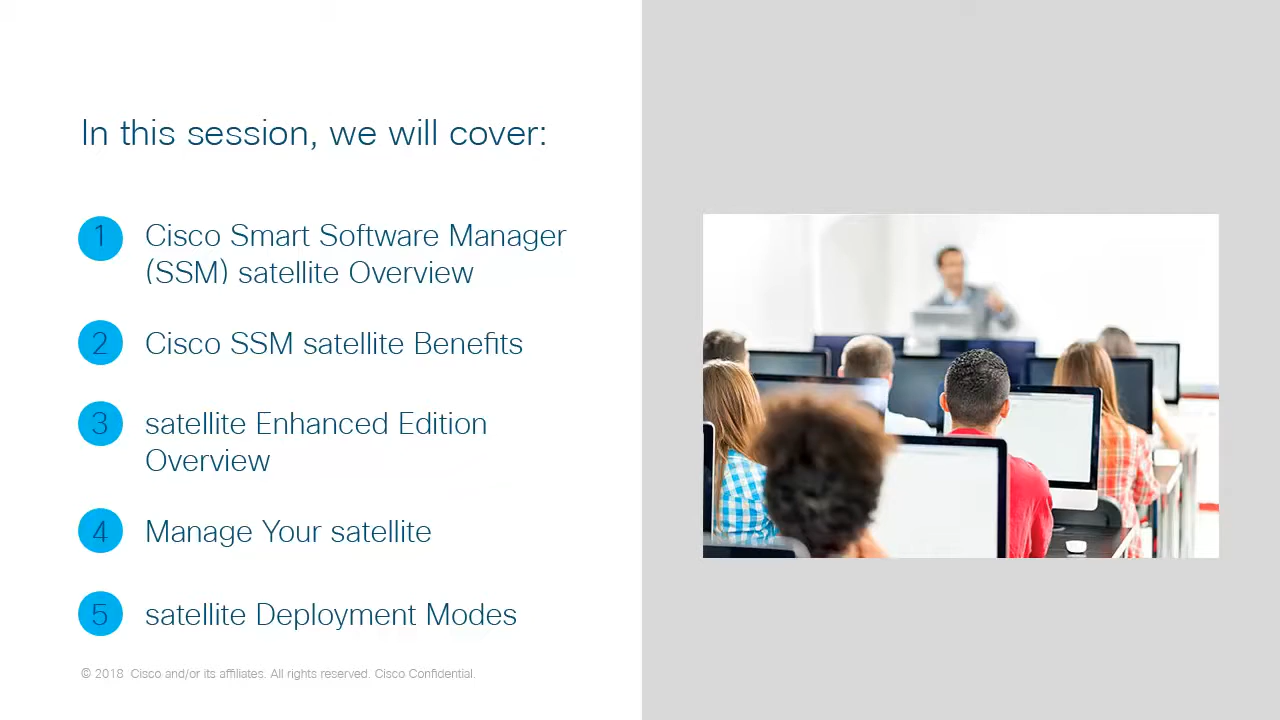 In this session, we will cover:
1 Cisco Smart Software Manager
(SSM) satellite Overview
2 Cisco SSM satellite Benefits
3 satellite Enhanced Edition
Overview
4 Manage Your satellite
5 satellite Deployment Modes
© 2018 Cisco and/or its affiliates. All rights reserved. Cisco Confidential.